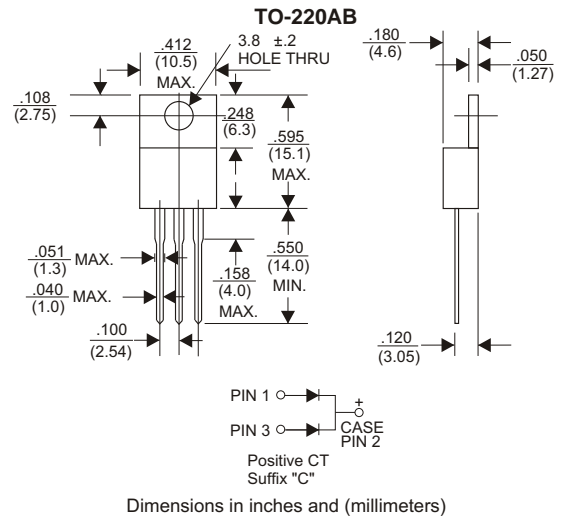 TO-220AB
.412
(10.5)
MAX.
3.8 ±.2
HOLE THRU
.180
(4.6)
.050
(1.27)
.108
(2.75)
.248
(6.3)
.595
(15.1)
MAX.
.051
(1.3)
MAX.
.040
(1.0)
MAX.
.158
(4.0)
MAX.
.550
(14.0)
MIN.
.100
(2.54)
.120
(3.05)
PIN 1
PIN 3
+
CASE
PIN 2
Positive CT
Suffix "C"
Dimensions in inches and (millimeters)